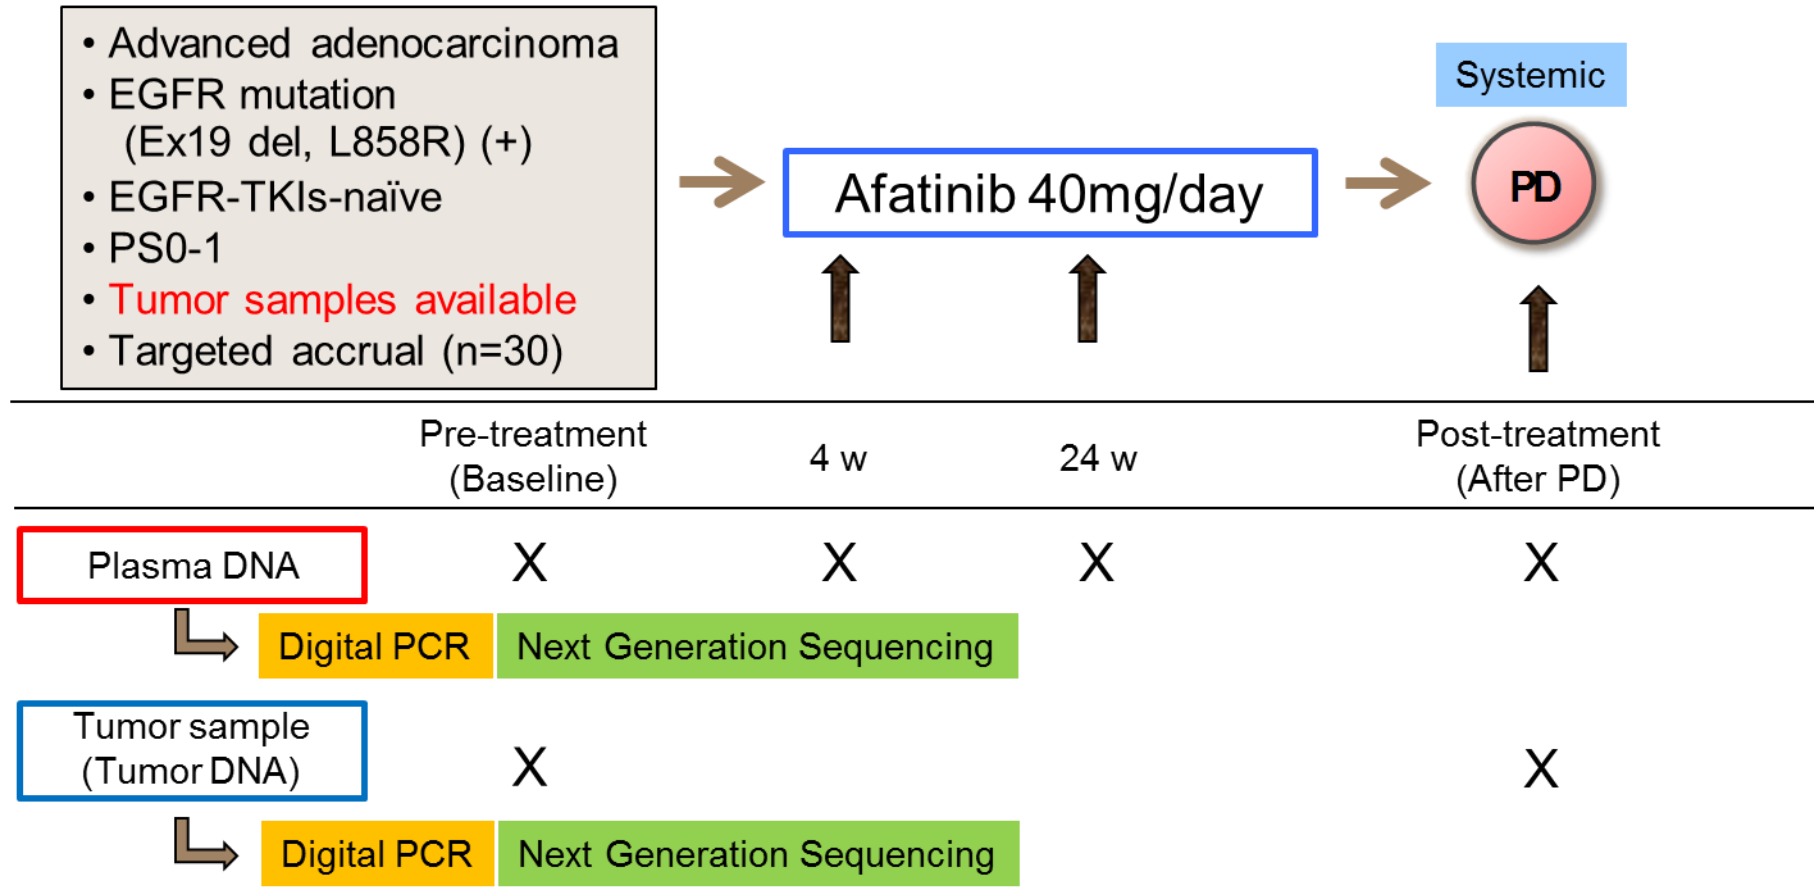 • Advanced adenocarcinoma
• EGFR mutation
(Ex19 del, L858R) (+)
• EGFR-TKIs-naïve
• PS0-1
• Tumor samples available
• Targeted accrual (n=30)
Afatinib 40mg/day
Systemic
PD
Pre-treatment
(Baseline)
4 w
24 w
Post-treatment
(After PD)
Plasma DNA
X X X X
Digital PCR Next Generation Sequencing
Tumor sample
(Tumor DNA)
X X
Digital PCR Next Generation Sequencing